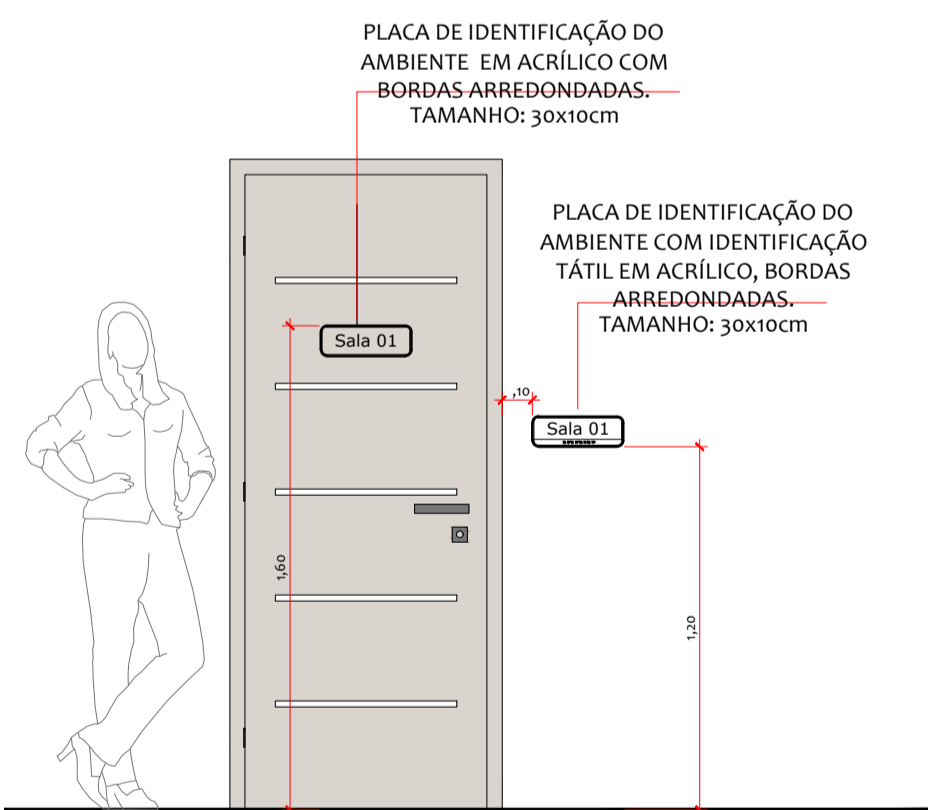 PLACA DE IDENTIFICAÇÃO DO
AMBIENTE EM ACRÍLICO COM
BORDAS ARREDONDADAS.
TAMANHO: 30x10cm
PLACA DE IDENTIFICAÇÃO DO
AMBIENTE COM IDENTIFICAÇÃO
TÁTIL EM ACRÍLICO, BORDAS
ARREDONDADAS.
TAMANHO: 30x10cm
Sala 01
,10
Sala 01
1,60
1,20